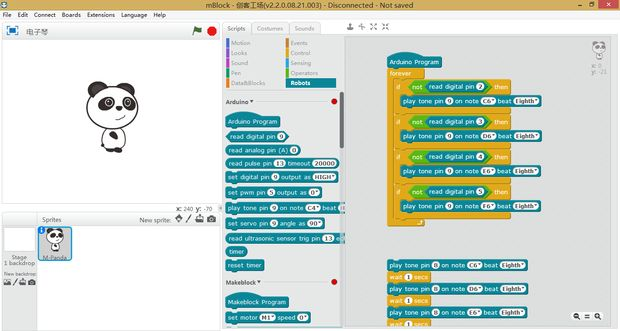 mBlock - 创客工场(v2.2.0.08.21.003) - Disconnected - Not saved
File Edit Connect Boards Extensions Language Help
电子琴
X: 240 y: -70
Sprites New sprite:
Stage
1 backdrop
New backdrop:
M-Panda
Scripts Costumes Sounds
Motion Events
Looks Control
Sound Sensing
Pen Operators
Data&Blocks Robots
Arduino
Arduino Program
read digital pin 9
read analog pin (A) 0
read pulse pin 13 timeout 20000
set digital pin 9 output as HIGH
set pwm pin 5 output as 0
play tone pin 9 on note C4 beat
set servo pin 9 angle as 90
read ultrasonic sensor trig pin 13
timer
reset timer
Makeblock
Makeblock Program
set motor M1 speed 0
x: 0
y: -21
Arduino Program
forever
if not read digital pin 2 then
play tone pin 9 on note C6 beat Eighth
if not read digital pin 3 then
play tone pin 9 on note D6 beat Eighth
if not read digital pin 4 then
play tone pin 9 on note E6 beat Eighth
if not read digital pin 5 then
play tone pin 9 on note F6 beat Eighth
play tone pin 8 on note C6 beat Eighth
wait 1 secs
play tone pin 8 on note D6 beat Eighth
wait 1 secs
play tone pin 8 on note E6 beat Eighth
wait 1 secs